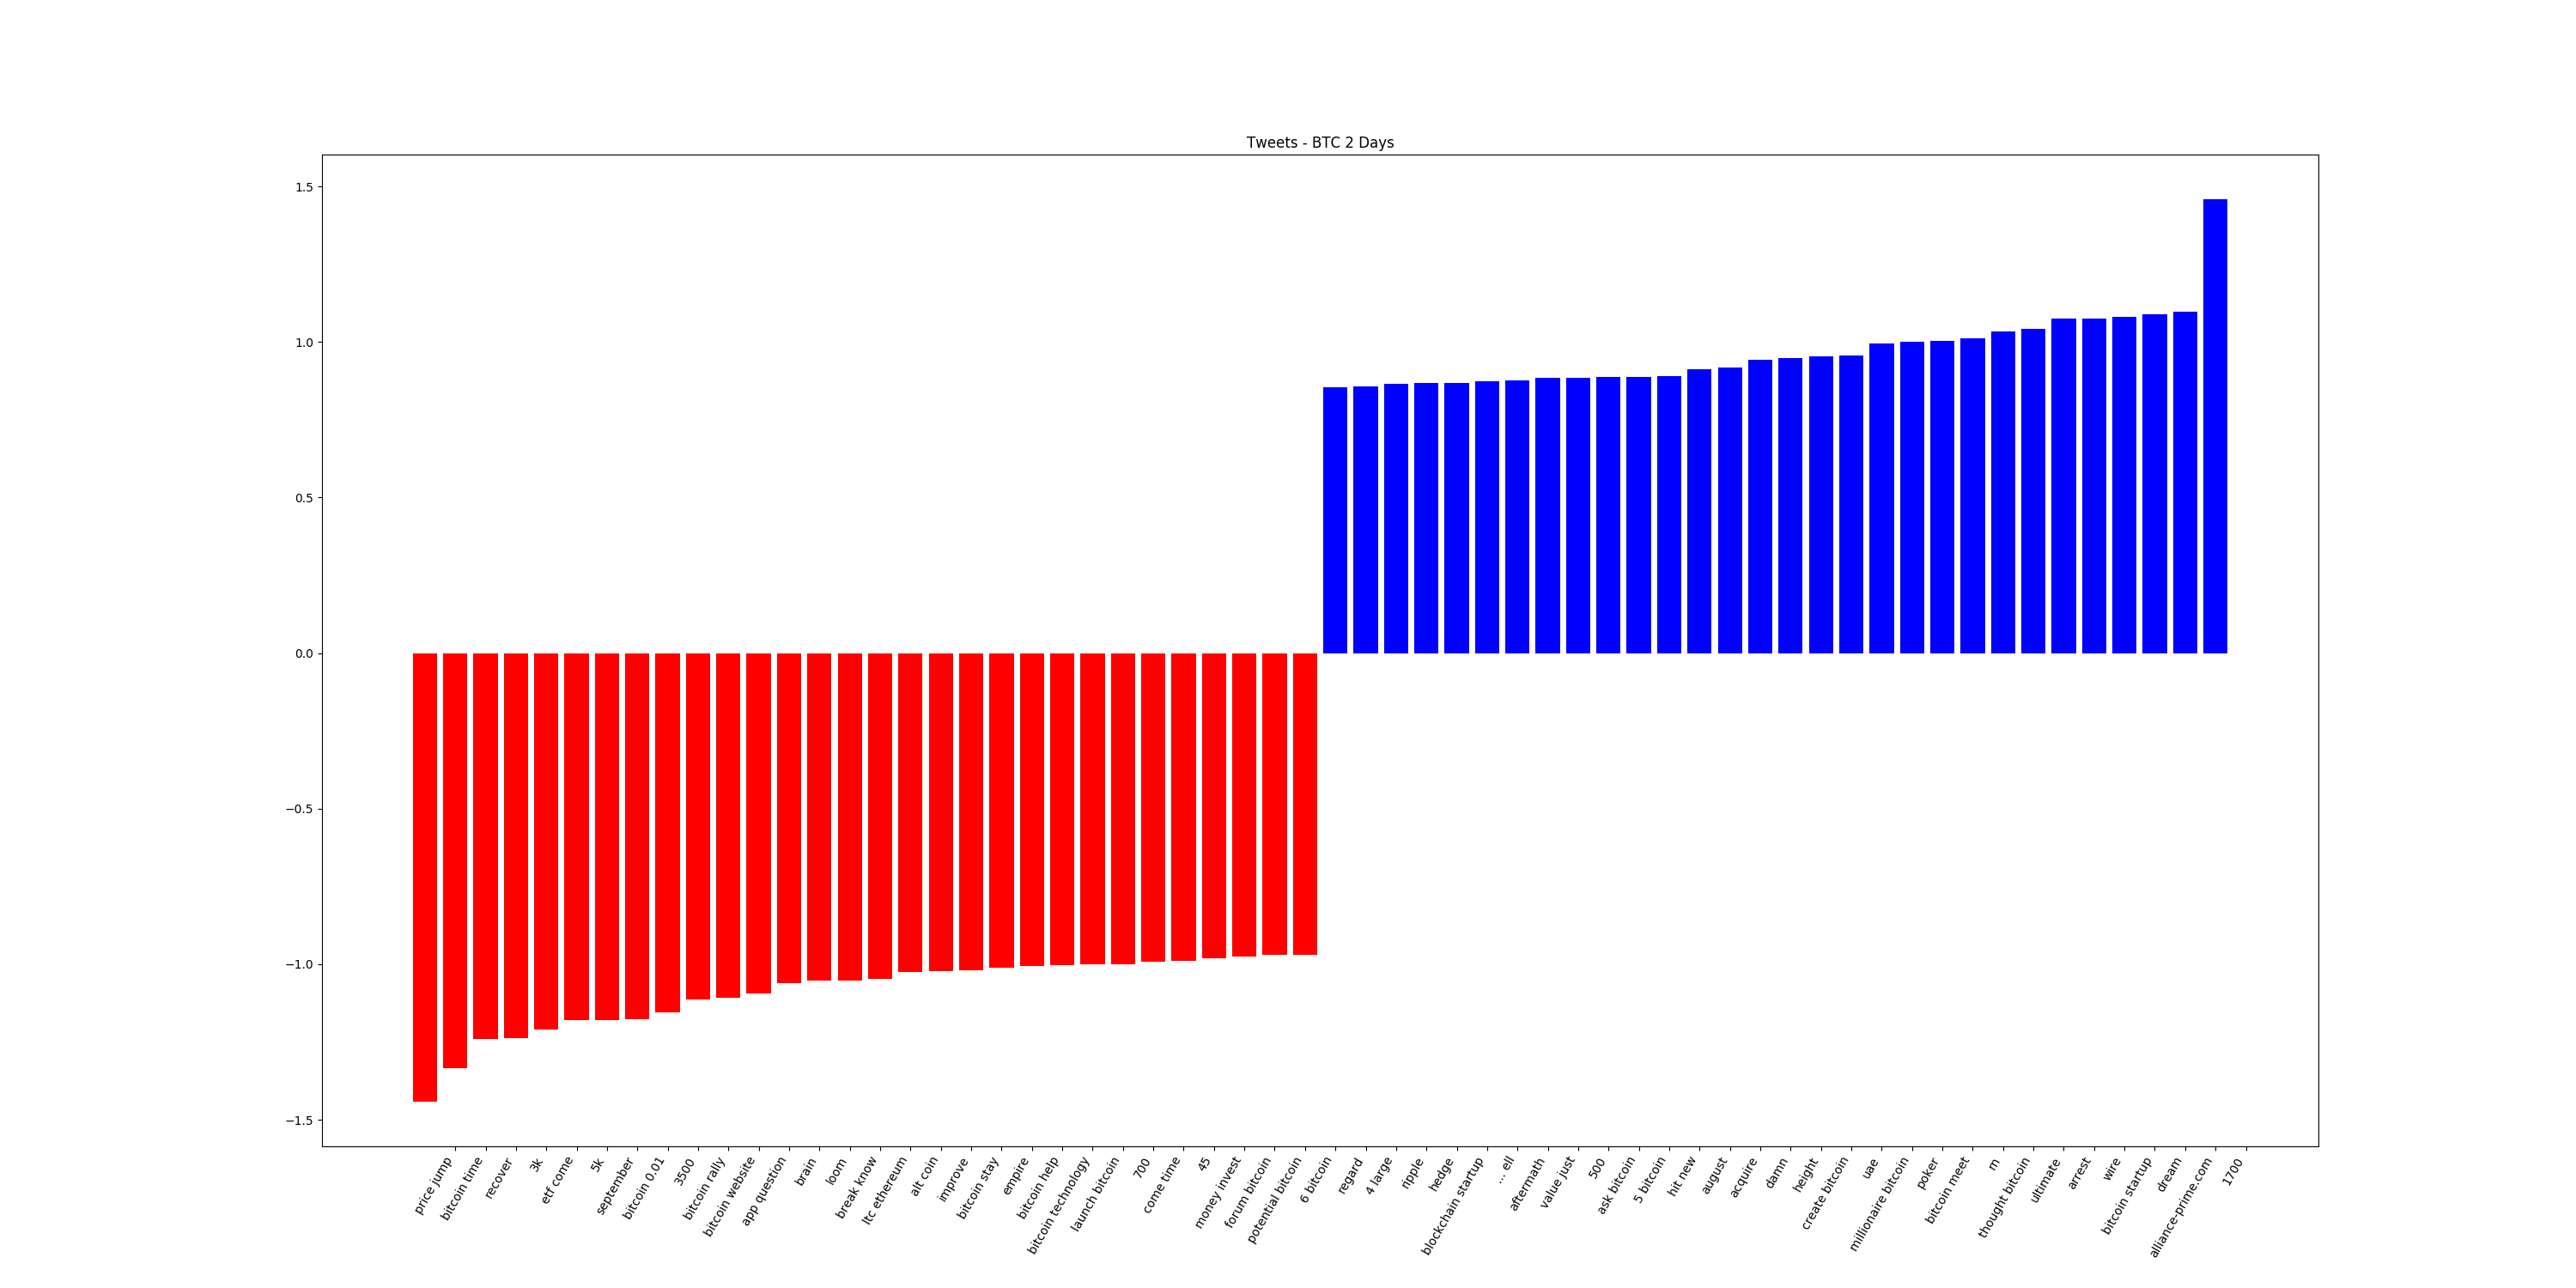 Tweets - BTC 2 Days
1.5
1.0
0.5
0.0
−0.5
−1.0
−1.5
price jump
bitcoin time
recover
3k
etf come
5k
september
bitcoin 0.01
3500
bitcoin rally
bitcoin website
app question
brain
loom
break know
ltc ethereum
alt coin
improve
bitcoin stay
empire
bitcoin help
bitcoin technology
launch bitcoin
700
come time
45
money invest
forum bitcoin
potential bitcoin
6 bitcoin
regard
4 large
ripple
hedge
blockchain startup
... ell
aftermath
value just
500
ask bitcoin
5 bitcoin
hit new
august
acquire
damn
height
create bitcoin
uae
millionaire bitcoin
poker
bitcoin meet
rn
thought bitcoin
ultimate
arrest
wire
bitcoin startup
dream
alliance-prime.com
1700